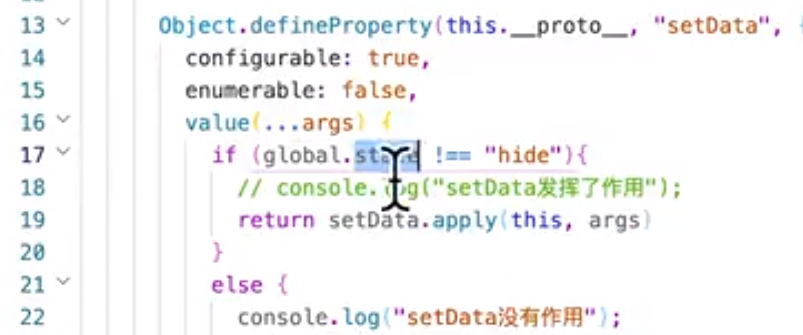 13 Object.defineProperty(this.__proto__, "setData", {
14 configurable: true,
15 enumerable: false,
16 value(...args) {
17 if (global.state !== "hide"){
18 // console.log("setData发挥了作用");
19 return setData.apply(this, args)
20 }
21 else {
22 console.log("setData没有作用");